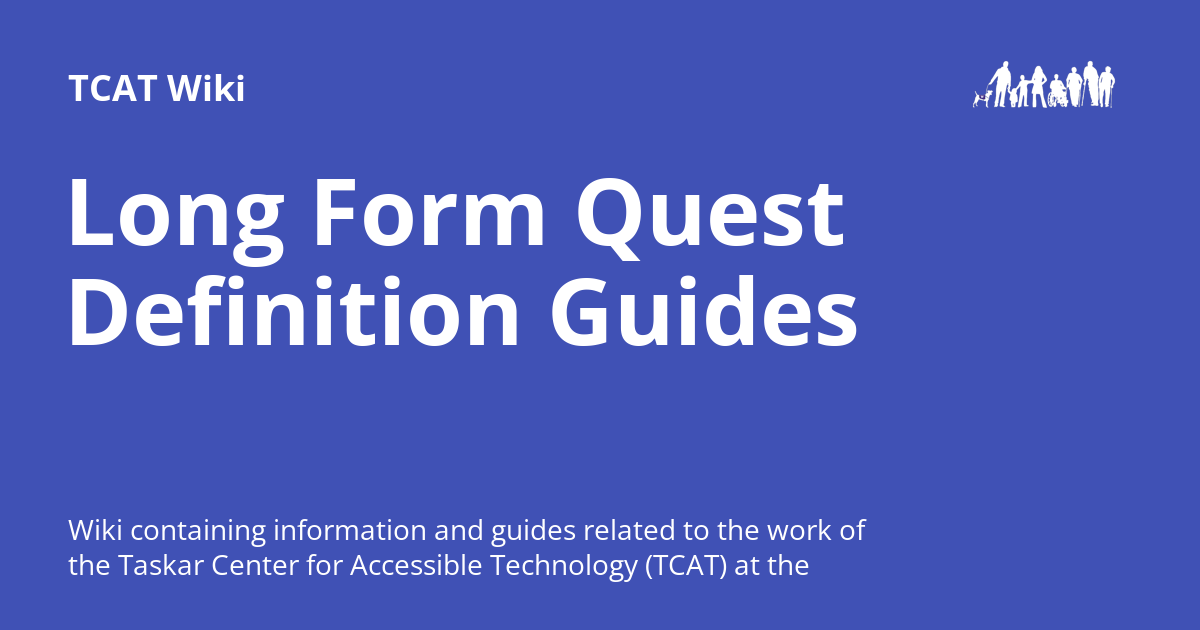 TCAT Wiki
Long Form Quest
Definition Guides
Wiki containing information and guides related to the work of
the Taskar Center for Accessible Technology (TCAT) at the